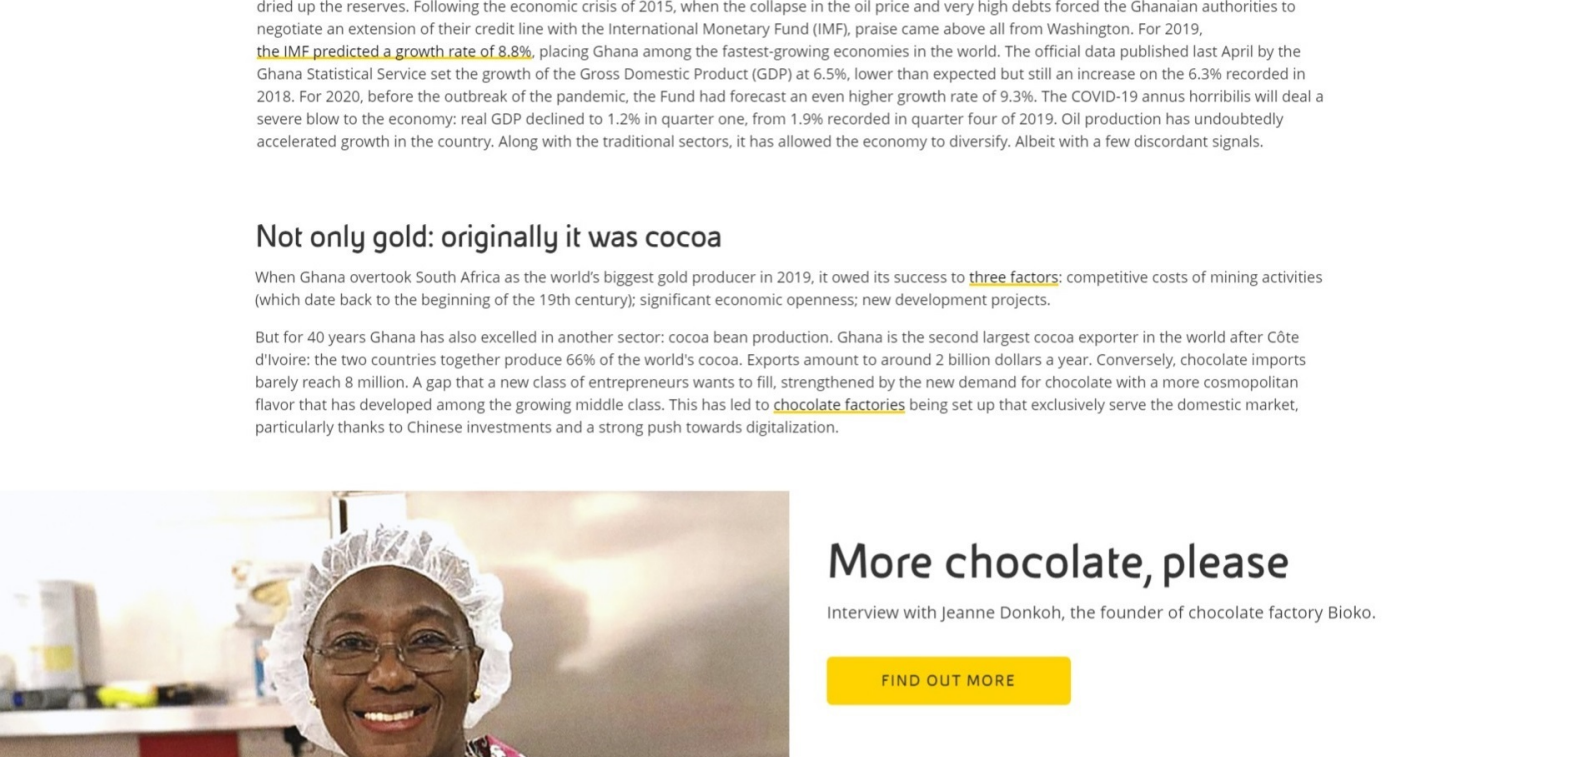 dried up the reserves. Following the economic crisis of 2015, when the collapse in the oil price and very high debts forced the Ghanaian authorities to
negotiate an extension of their credit line with the International Monetary Fund (IMF), praise came above all from Washington. For 2019,
the IMF predicted a growth rate of 8.8%, placing Ghana among the fastest-growing economies in the world. The official data published last April by the
Ghana Statistical Service set the growth of the Gross Domestic Product (GDP) at 6.5%, lower than expected but still an increase on the 6.3% recorded in
2018. For 2020, before the outbreak of the pandemic, the Fund had forecast an even higher growth rate of 9.3%. The COVID-19 annus horribilis will deal a
severe blow to the economy: real GDP declined to 1.2% in quarter one, from 1.9% recorded in quarter four of 2019. Oil production has undoubtedly
accelerated growth in the country. Along with the traditional sectors, it has allowed the economy to diversify. Albeit with a few discordant signals.
Not only gold: originally it was cocoa
When Ghana overtook South Africa as the world’s biggest gold producer in 2019, it owed its success to three factors: competitive costs of mining activities
(which date back to the beginning of the 19th century); significant economic openness; new development projects.
But for 40 years Ghana has also excelled in another sector: cocoa bean production. Ghana is the second largest cocoa exporter in the world after Côte
d'Ivoire: the two countries together produce 66% of the world's cocoa. Exports amount to around 2 billion dollars a year. Conversely, chocolate imports
barely reach 8 million. A gap that a new class of entrepreneurs wants to fill, strengthened by the new demand for chocolate with a more cosmopolitan
flavor that has developed among the growing middle class. This has led to chocolate factories being set up that exclusively serve the domestic market,
particularly thanks to Chinese investments and a strong push towards digitalization.
More chocolate, please
Interview with Jeanne Donkoh, the founder of chocolate factory Bioko.
FIND OUT MORE